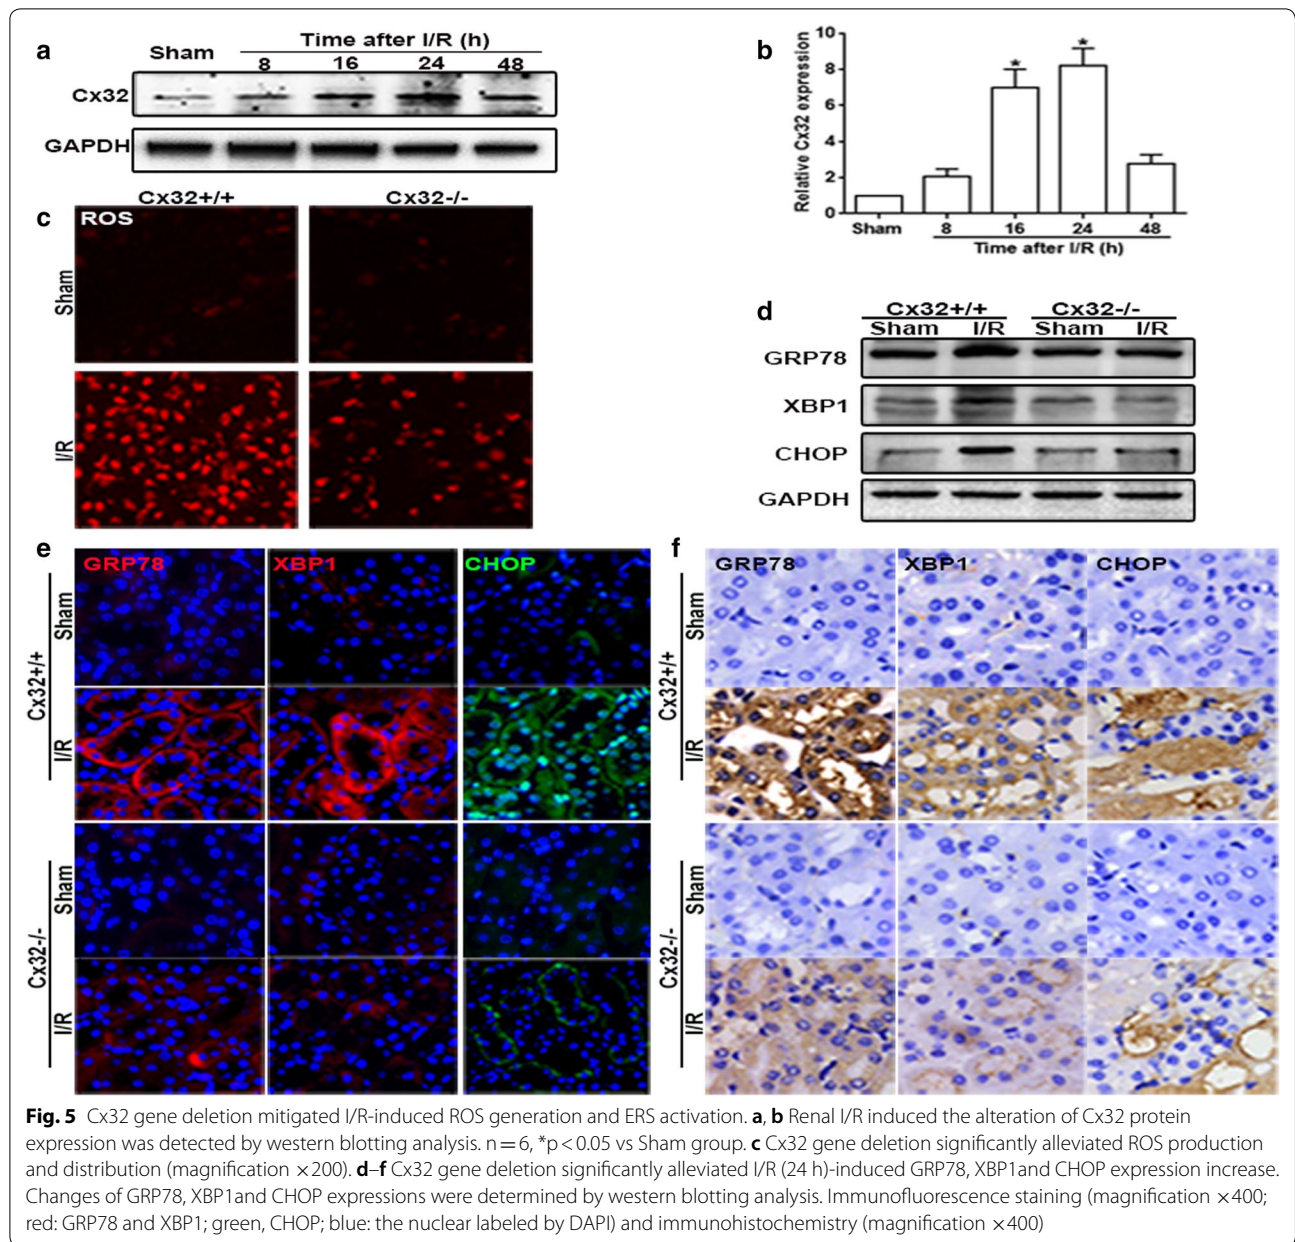 a
Sham
Time after I/R (h)
8 16 24 48
Cx32
GAPDH
b
Relative Cx32 expression
10
8
6
4
2
0
* *
Sham 8 16 24 48
Time after I/R (h)
c
Cx32+/+ Cx32-/-
ROS
Sham
I/R
d
Cx32+/+ Cx32-/-
Sham I/R Sham I/R
GRP78
XBP1
CHOP
GAPDH
e
GRP78 XBP1 CHOP
Cx32+/+
Sham
I/R
Cx32-/-
Sham
I/R
f
GRP78 XBP1 CHOP
Cx32+/+
Sham
I/R
Cx32-/-
Sham
I/R
Fig. 5 Cx32 gene deletion mitigated I/R-induced ROS generation and ERS activation. a, b Renal I/R induced the alteration of Cx32 protein
expression was detected by western blotting analysis. n = 6, *p < 0.05 vs Sham group. c Cx32 gene deletion significantly alleviated ROS production
and distribution (magnification ×200). d–f Cx32 gene deletion significantly alleviated I/R (24 h)-induced GRP78, XBP1and CHOP expression increase.
Changes of GRP78, XBP1and CHOP expressions were determined by western blotting analysis. Immunofluorescence staining (magnification ×400;
red: GRP78 and XBP1; green, CHOP; blue: the nuclear labeled by DAPI) and immunohistochemistry (magnification ×400)